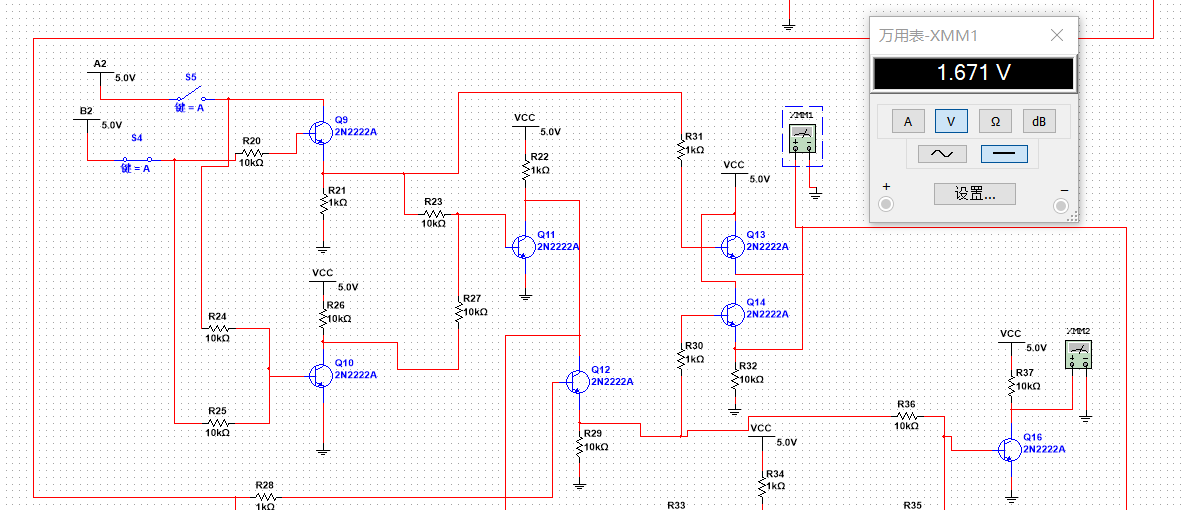 万用表-XMM1
1.671 V
A
V
Ω
dB
+
设置...
−
A2
5.0V
S5
键 = A
B2
5.0V
S4
键 = A
R20
10kΩ
Q9
2N2222A
R21
1kΩ
VCC
5.0V
R22
1kΩ
R23
10kΩ
Q11
2N2222A
R31
1kΩ
XMM1
VCC
5.0V
Q13
2N2222A
VCC
5.0V
R26
10kΩ
R27
10kΩ
R24
10kΩ
Q10
2N2222A
R25
10kΩ
Q14
2N2222A
R30
1kΩ
R32
10kΩ
Q12
2N2222A
R29
10kΩ
VCC
5.0V
XMM2
R37
10kΩ
R36
10kΩ
Q16
2N2222A
VCC
5.0V
R34
1kΩ
R28
1kΩ
R33
R35